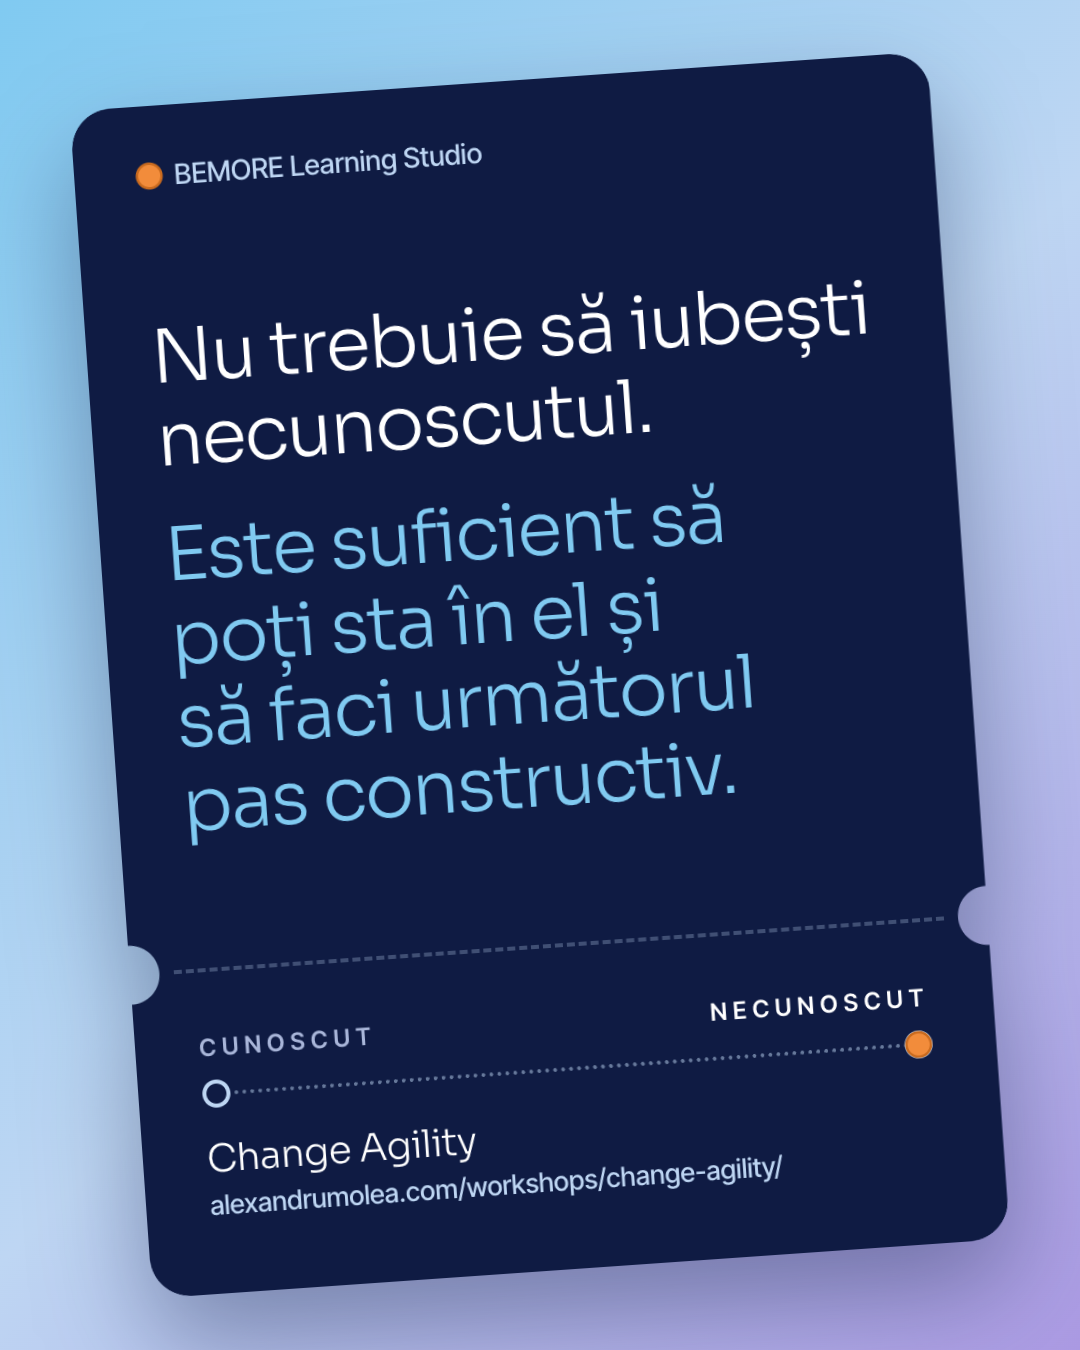 BEMORE Learning Studio
Nu trebuie să iubești
necunoscutul.
Este suficient să
poți sta în el și
să faci următorul
pas constructiv.
CUNOSCUT
NECUNOSCUT
Change Agility
alexandrumolea.com/workshops/change-agility/